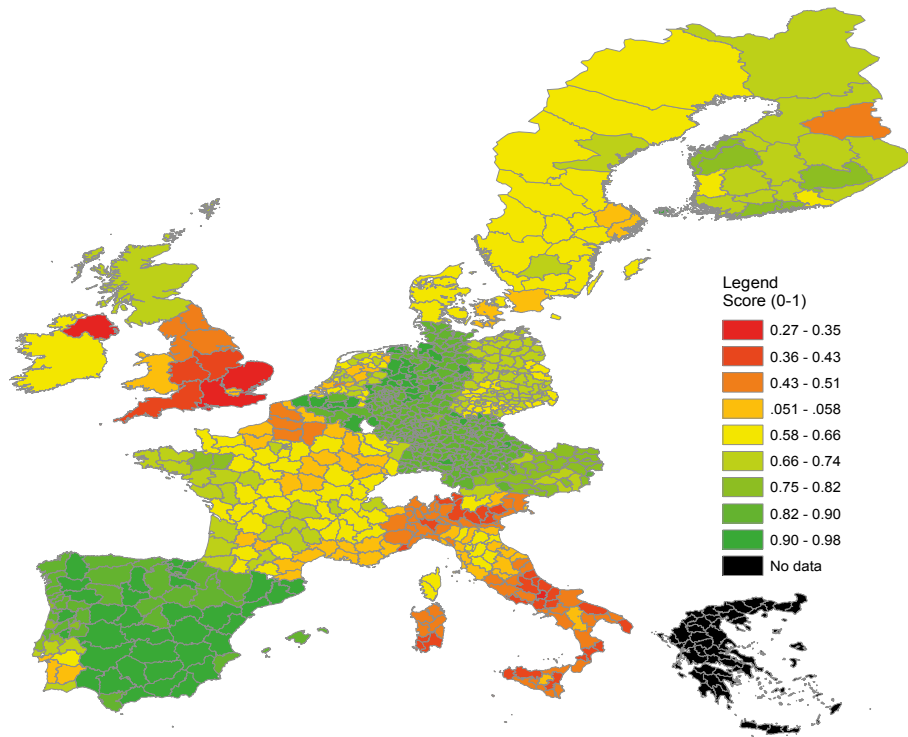 Legend
Score (0-1)
0.27 - 0.35
0.36 - 0.43
0.43 - 0.51
.051 - .058
0.58 - 0.66
0.66 - 0.74
0.75 - 0.82
0.82 - 0.90
0.90 - 0.98
No data